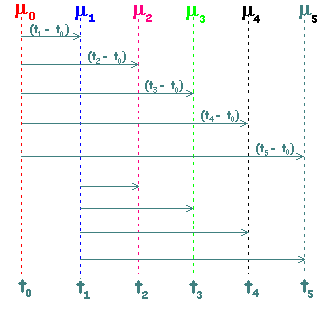 μ₀ μ₁ μ₂ μ₃ μ₄ μ₅
(t₁ - t₀)
(t₂ - t₀)
(t₃ - t₀)
(t₄ - t₀)
(t₅ - t₀)
t₀ t₁ t₂ t₃ t₄ t₅